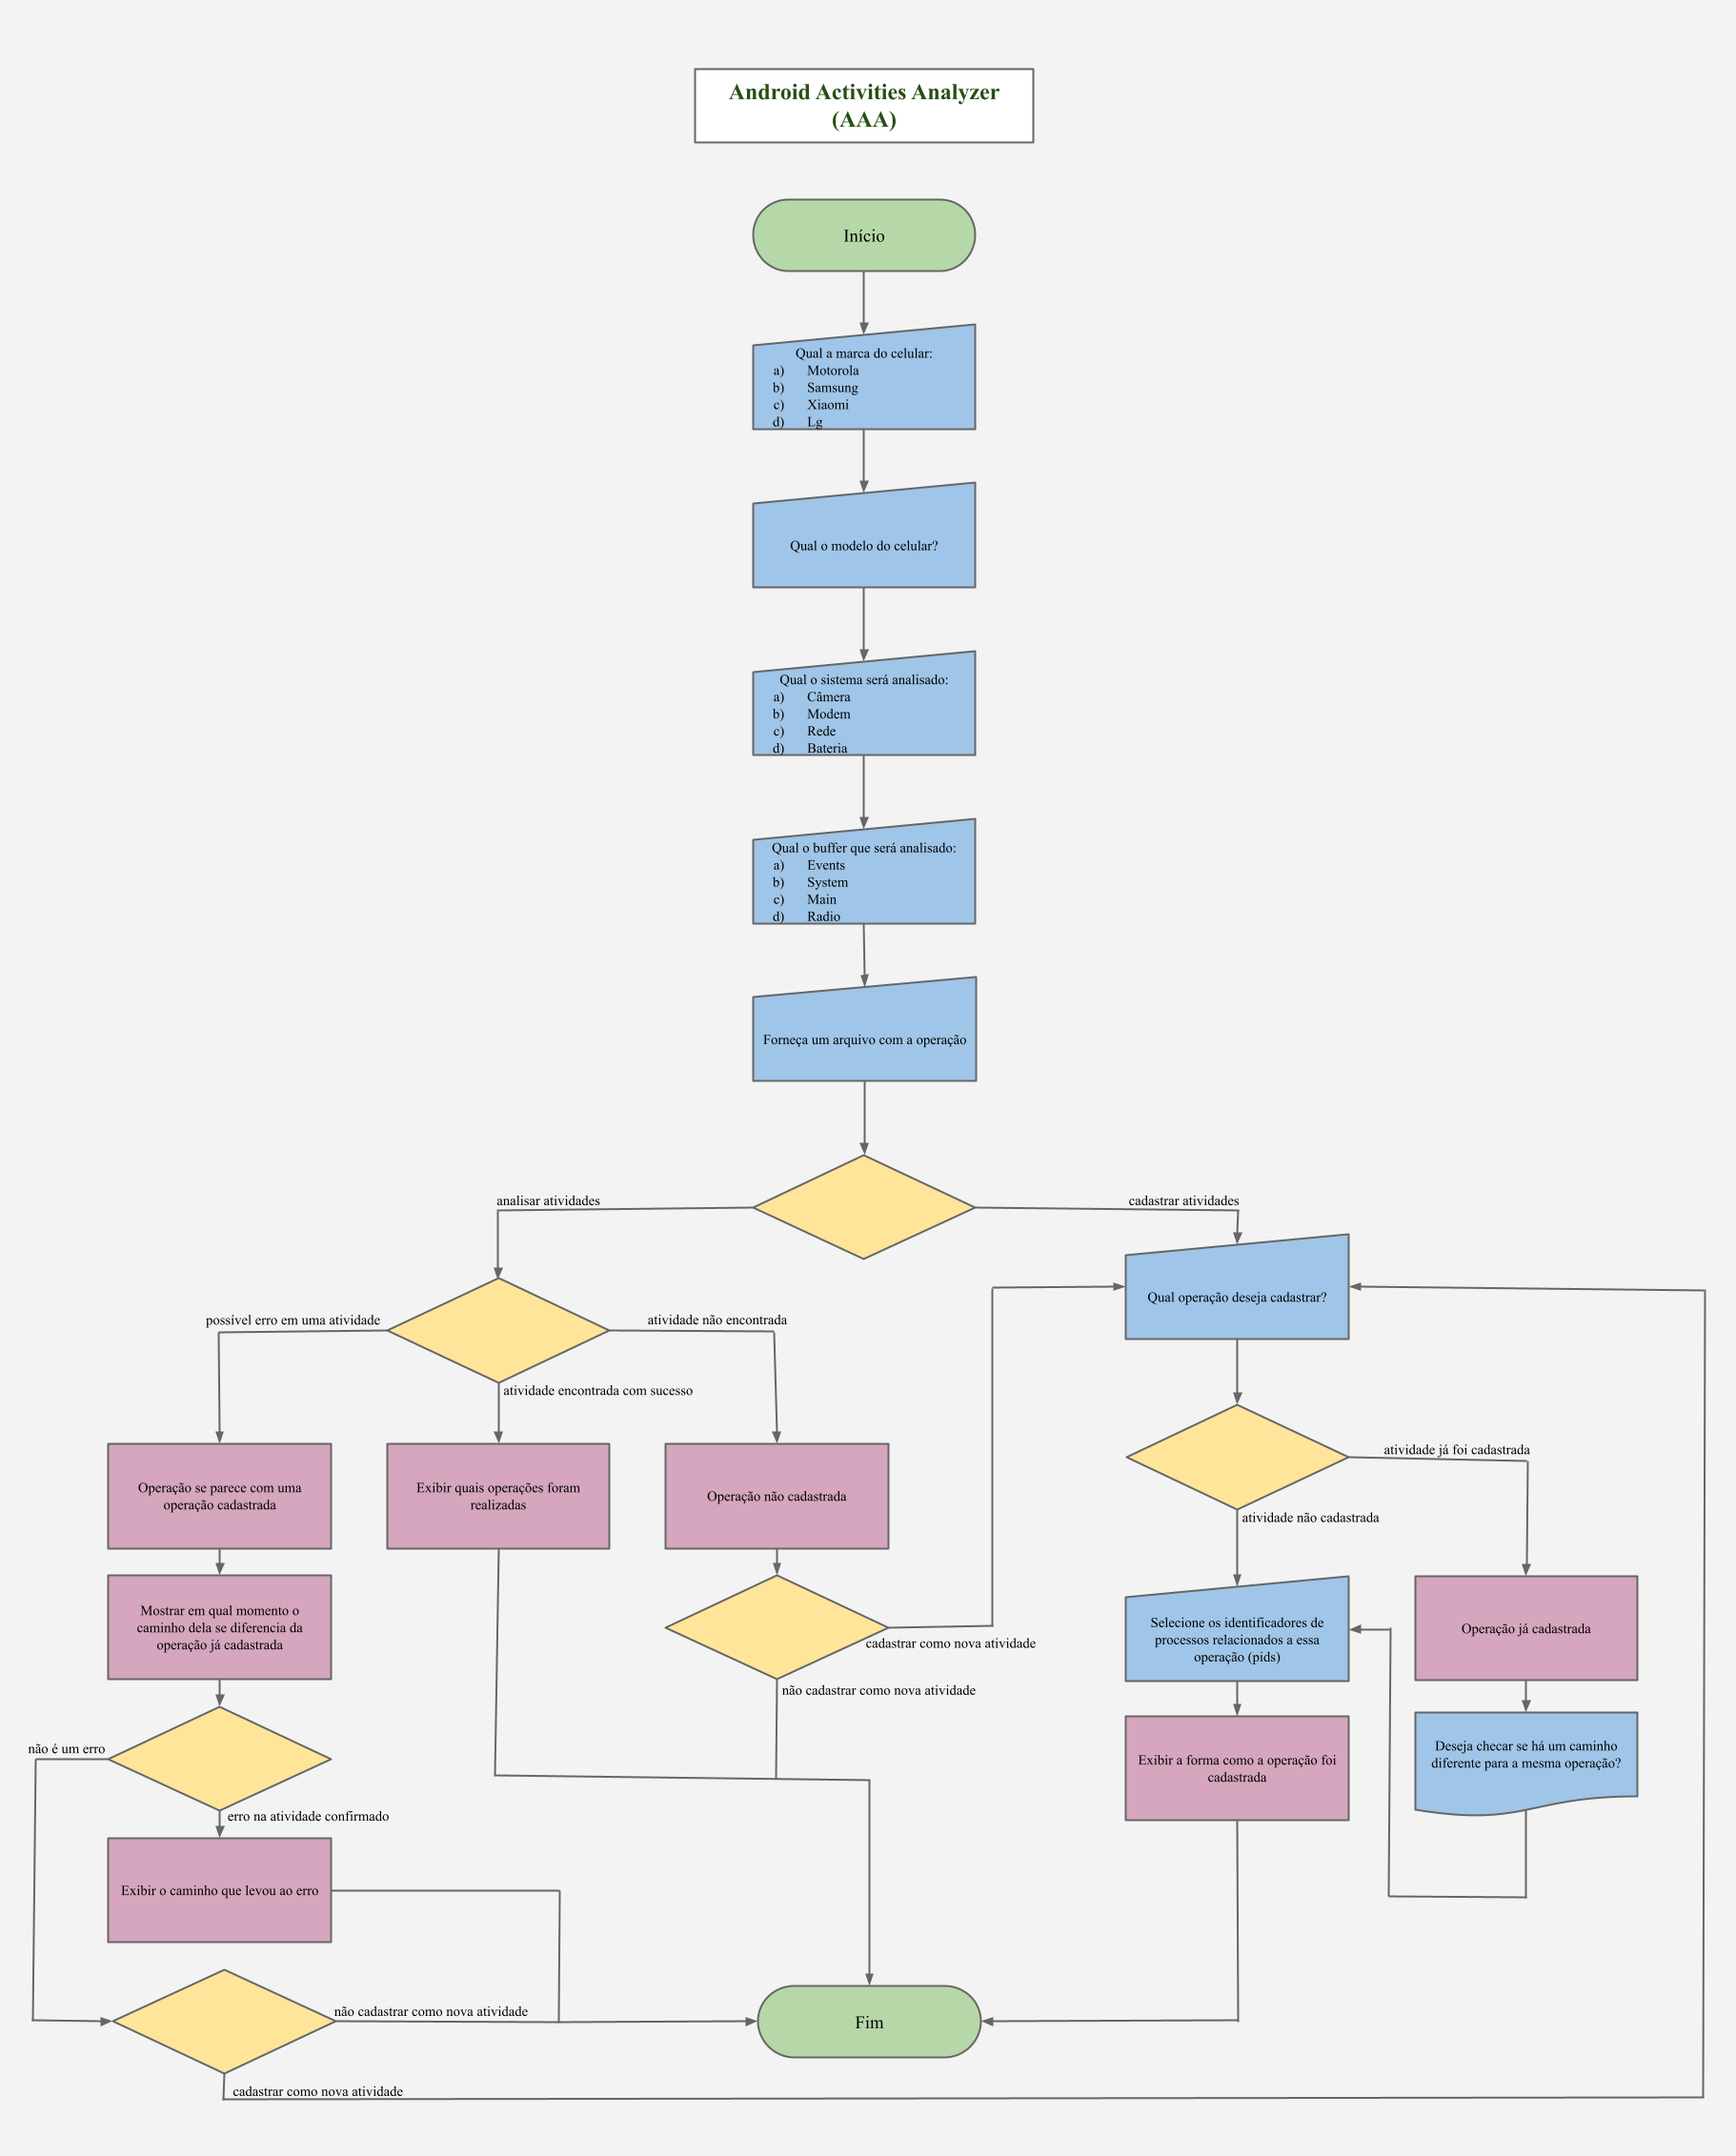 Android Activities Analyzer
(AAA)
Início
Qual a marca do celular:
a) Motorola
b) Samsung
c) Xiaomi
d) Lg
Qual o modelo do celular?
Qual o sistema será analisado:
a) Câmera
b) Modem
c) Rede
d) Bateria
Qual o buffer que será analisado:
a) Events
b) System
c) Main
d) Radio
Forneça um arquivo com a operação
analisar atividades
cadastrar atividades
Qual operação deseja cadastrar?
possível erro em uma atividade
atividade não encontrada
atividade encontrada com sucesso
atividade já foi cadastrada
Operação se parece com uma
operação cadastrada
Exibir quais operações foram
realizadas
Operação não cadastrada
atividade não cadastrada
Mostrar em qual momento o
caminho dela se diferencia da
operação já cadastrada
cadastrar como nova atividade
não cadastrar como nova atividade
Selecione os identificadores de
processos relacionados a essa
operação (pids)
Operação já cadastrada
Exibir a forma como a operação foi
cadastrada
Deseja checar se há um caminho
diferente para a mesma operação?
não é um erro
erro na atividade confirmado
Exibir o caminho que levou ao erro
não cadastrar como nova atividade
Fim
cadastrar como nova atividade